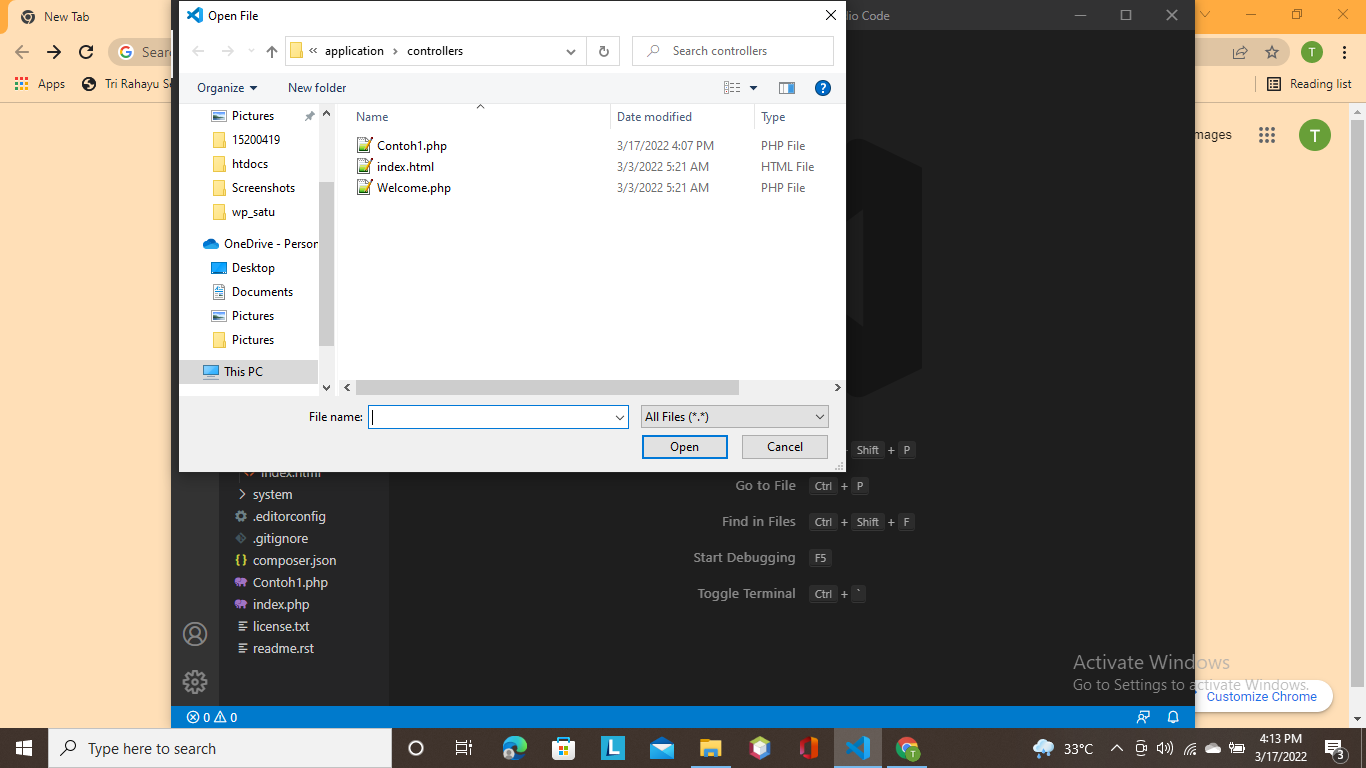 New Tab
Open File
dio Code
application
controllers
Search controllers
Sear
Apps
Tri Rahayu S
Reading list
Organize
New folder
mages
T
T
Name
Date modified
Type
Pictures
15200419
htdocs
Screenshots
wp_satu
OneDrive - Person
Desktop
Documents
Pictures
Pictures
This PC
Contoh1.php 3/17/2022 4:07 PM PHP File
index.html 3/3/2022 5:21 AM HTML File
Welcome.php 3/3/2022 5:21 AM PHP File
File name:
All Files (*.*)
Open
Cancel
index.html
system
.editorconfig
.gitignore
composer.json
Contoh1.php
index.php
license.txt
readme.rst
+ Shift + P
Go to File Ctrl + P
Find in Files Ctrl + Shift + F
Start Debugging F5
Toggle Terminal Ctrl + `
Activate Windows
Go to Settings to activate Windows.
Customize Chrome
0 0
Type here to search
L
T
33°C
4:13 PM
3/17/2022
3